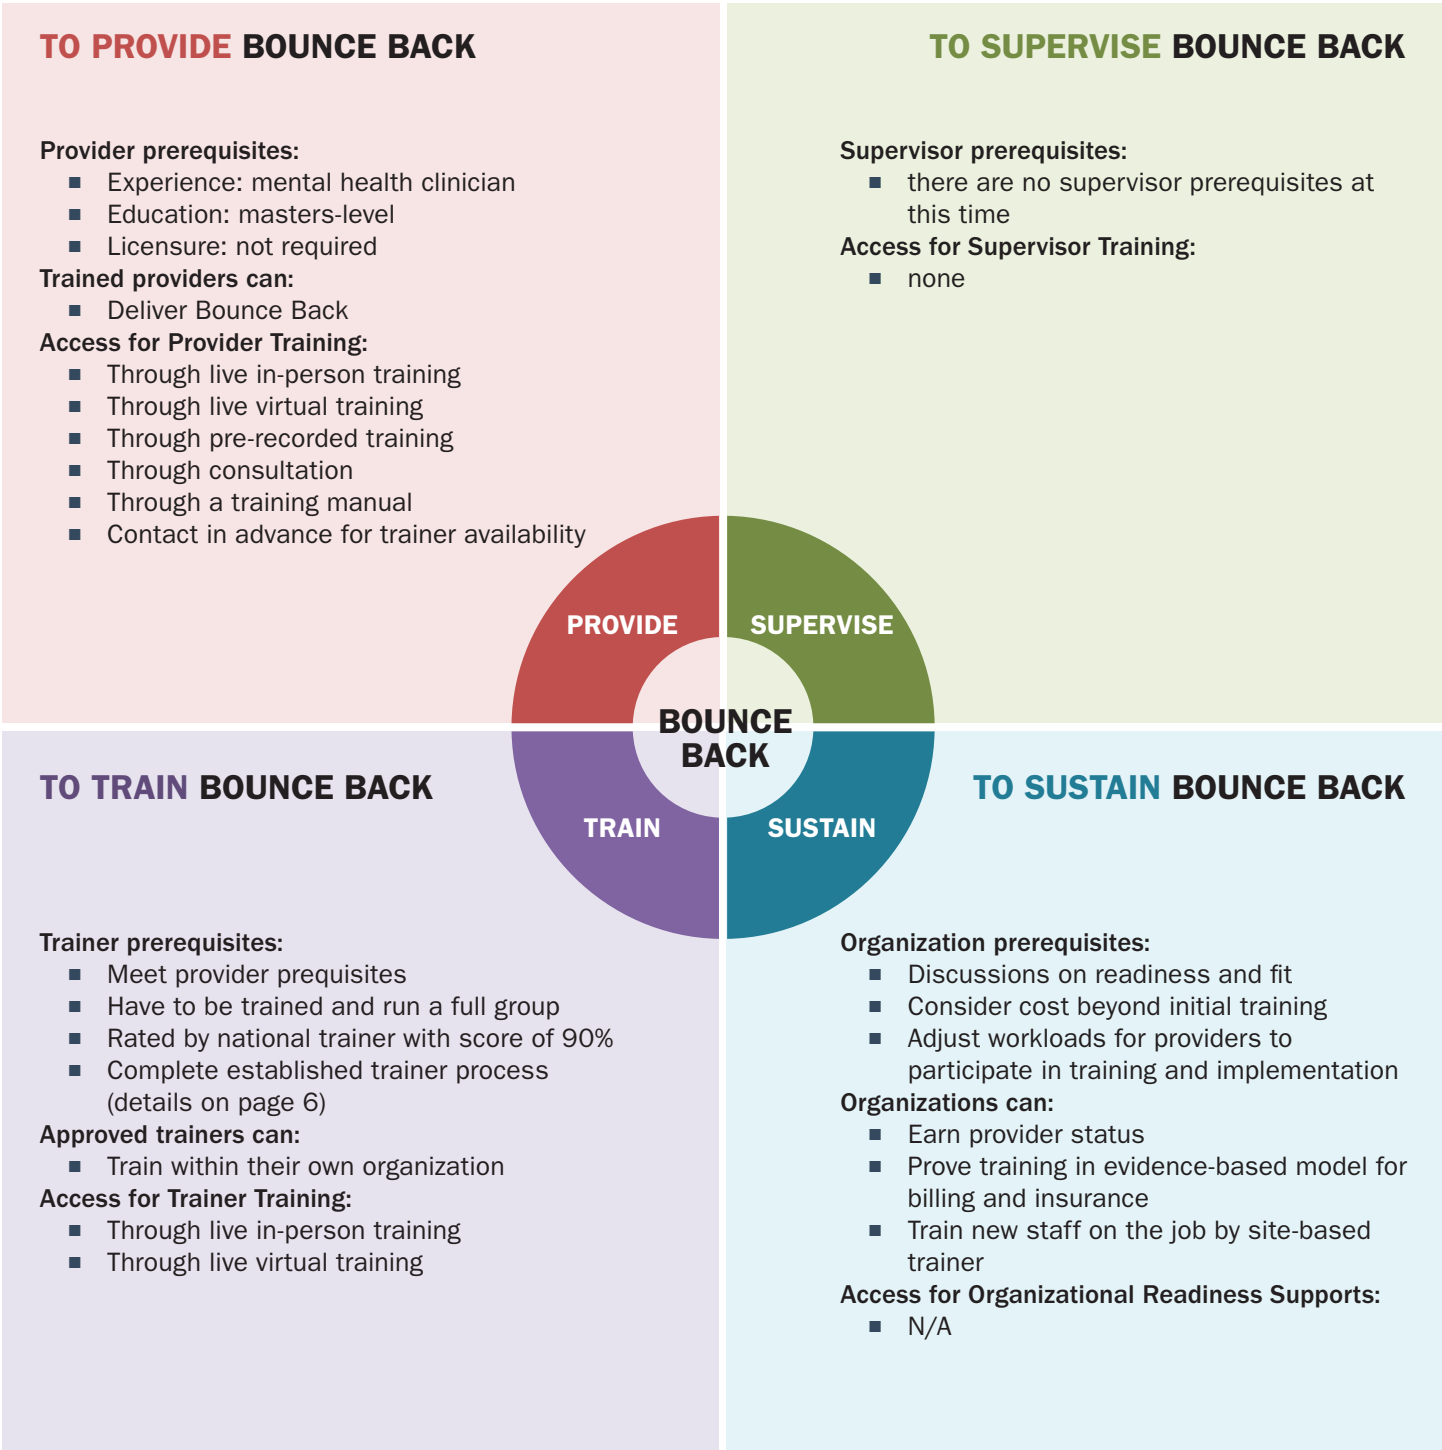 TO PROVIDE BOUNCE BACK
Provider prerequisites:
■ Experience: mental health clinician
■ Education: masters-level
■ Licensure: not required
Trained providers can:
■ Deliver Bounce Back
Access for Provider Training:
■ Through live in-person training
■ Through live virtual training
■ Through pre-recorded training
■ Through consultation
■ Through a training manual
■ Contact in advance for trainer availability
TO SUPERVISE BOUNCE BACK
Supervisor prerequisites:
■ there are no supervisor prerequisites at
this time
Access for Supervisor Training:
■ none
PROVIDE
SUPERVISE
BOUNCE
BACK
TRAIN
SUSTAIN
TO TRAIN BOUNCE BACK
Trainer prerequisites:
■ Meet provider prequisites
■ Have to be trained and run a full group
■ Rated by national trainer with score of 90%
■ Complete established trainer process
(details on page 6)
Approved trainers can:
■ Train within their own organization
Access for Trainer Training:
■ Through live in-person training
■ Through live virtual training
TO SUSTAIN BOUNCE BACK
Organization prerequisites:
■ Discussions on readiness and fit
■ Consider cost beyond initial training
■ Adjust workloads for providers to
participate in training and implementation
Organizations can:
■ Earn provider status
■ Prove training in evidence-based model for
billing and insurance
■ Train new staff on the job by site-based
trainer
Access for Organizational Readiness Supports:
■ N/A